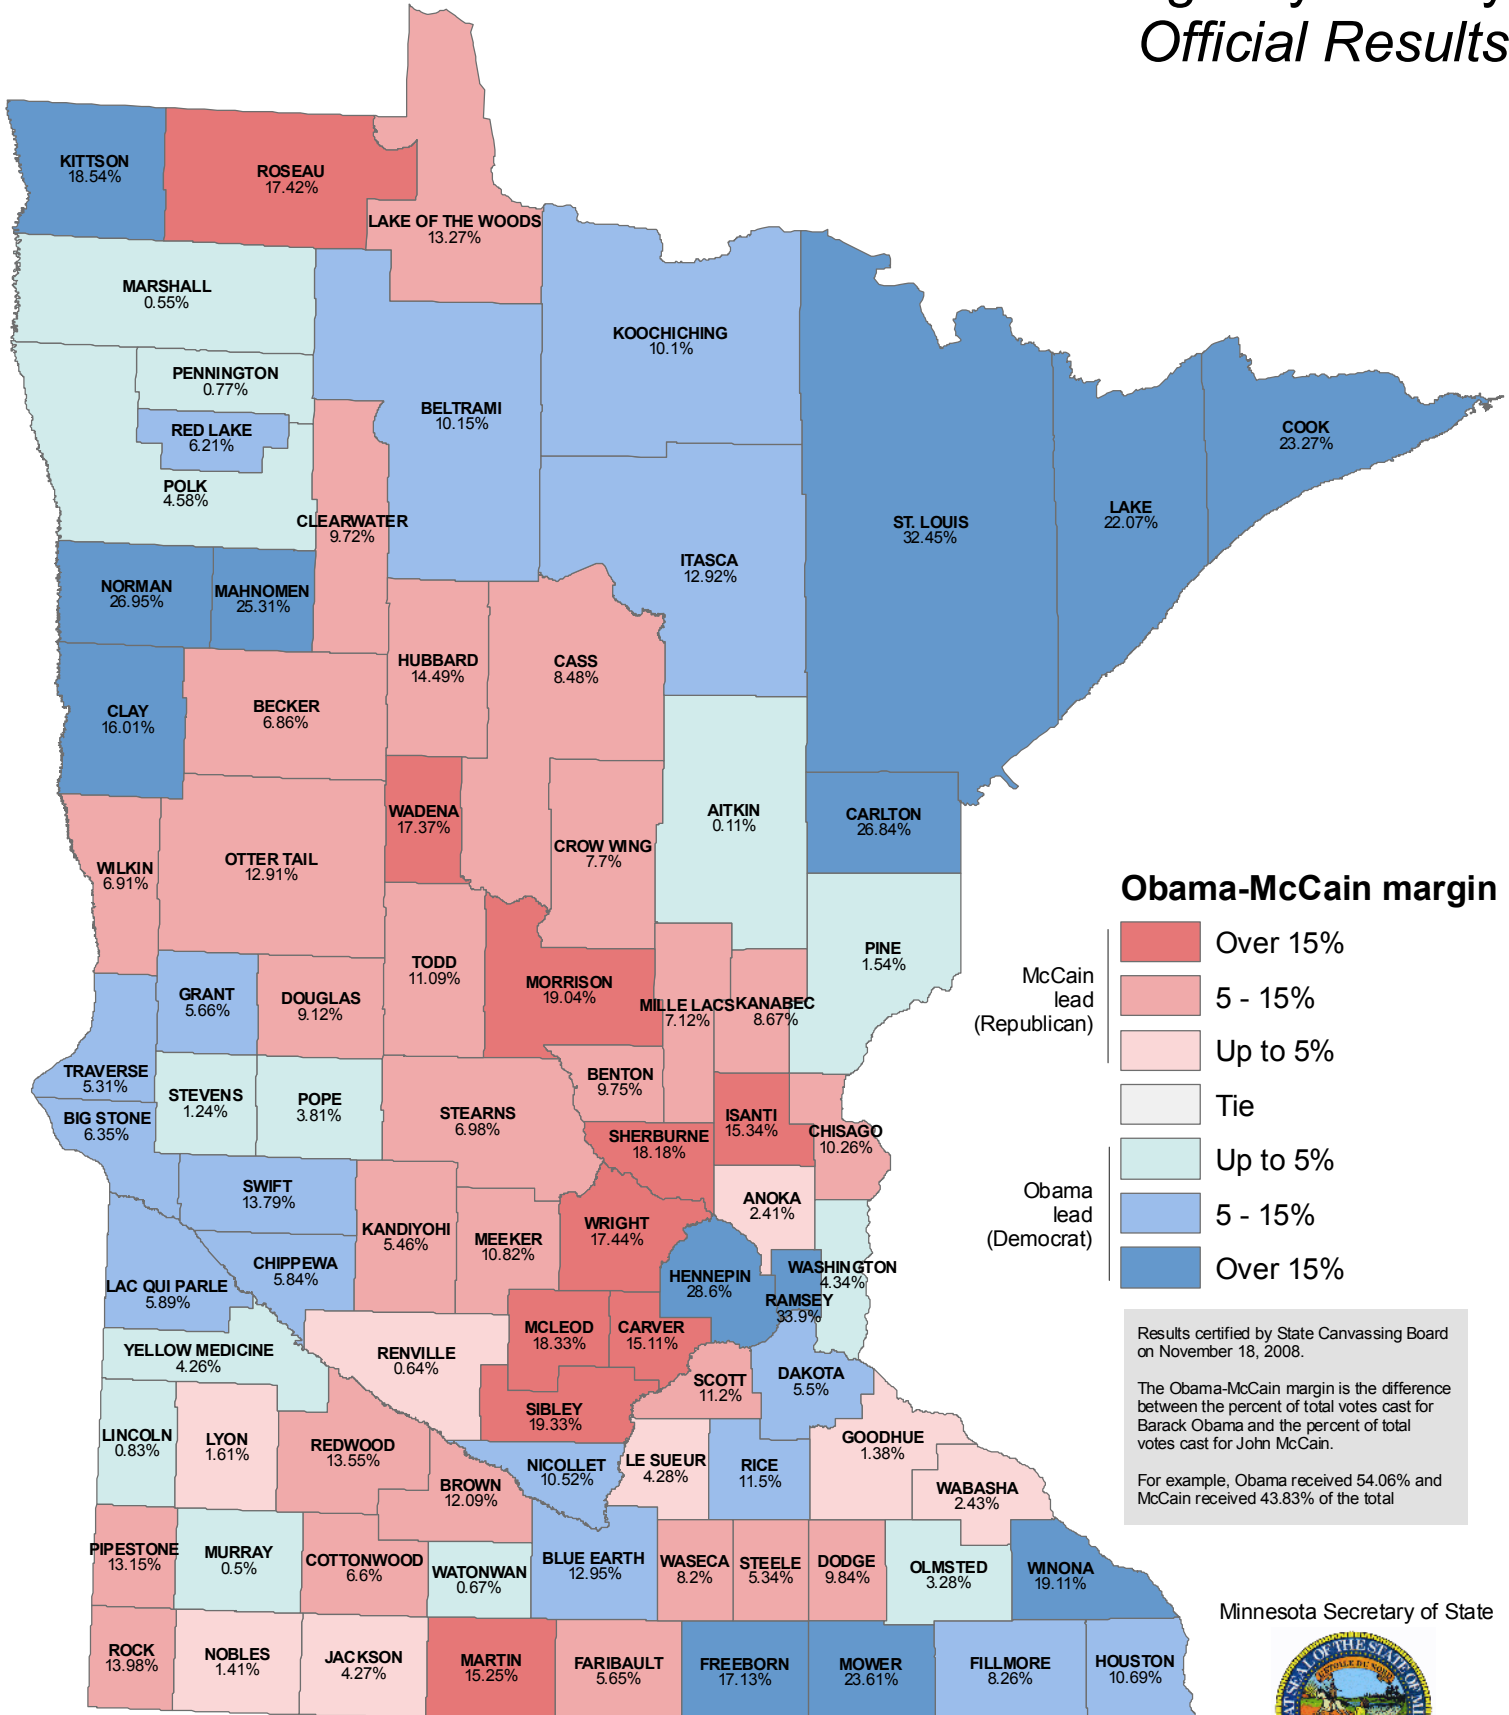 Official Results
KITTSON
18.54%
ROSEAU
17.42%
LAKE OF THE WOODS
13.27%
MARSHALL
0.55%
KOOCHICHING
10.1%
PENNINGTON
0.77%
BELTRAMI
10.15%
RED LAKE
6.21%
COOK
23.27%
POLK
4.58%
CLEARWATER
9.72%
ST. LOUIS
32.45%
LAKE
22.07%
ITASCA
12.92%
NORMAN
26.95%
MAHNOMEN
25.31%
HUBBARD
14.49%
CASS
8.48%
CLAY
16.01%
BECKER
6.86%
WADENA
17.37%
AITKIN
0.11%
CARLTON
26.84%
CROW WING
7.7%
WILKIN
6.91%
OTTER TAIL
12.91%
PINE
1.54%
TODD
11.09%
MORRISON
19.04%
GRANT
5.66%
DOUGLAS
9.12%
MILLE LACS
7.12%
KANABEC
8.67%
TRAVERSE
5.31%
BENTON
9.75%
STEVENS
1.24%
POPE
3.81%
BIG STONE
6.35%
STEARNS
6.98%
ISANTI
15.34%
SHERBURNE
18.18%
CHISAGO
10.26%
SWIFT
13.79%
ANOKA
2.41%
KANDIYOHI
5.46%
MEEKER
10.82%
WRIGHT
17.44%
CHIPPEWA
5.84%
HENNEPIN
28.6%
WASHINGTON
4.34%
LAC QUI PARLE
5.89%
RAMSEY
33.9%
MCLEOD
18.33%
CARVER
15.11%
YELLOW MEDICINE
4.26%
RENVILLE
0.64%
SCOTT
11.2%
DAKOTA
5.5%
SIBLEY
19.33%
LINCOLN
0.83%
LYON
1.61%
REDWOOD
13.55%
GOODHUE
1.38%
NICOLLET
10.52%
LE SUEUR
4.28%
RICE
11.5%
BROWN
12.09%
WABASHA
2.43%
PIPESTONE
13.15%
MURRAY
0.5%
COTTONWOOD
6.6%
WATONWAN
0.67%
BLUE EARTH
12.95%
WASECA
8.2%
STEELE
5.34%
DODGE
9.84%
OLMSTED
3.28%
WINONA
19.11%
ROCK
13.98%
NOBLES
1.41%
JACKSON
4.27%
MARTIN
15.25%
FARIBAULT
5.65%
FREEBORN
17.13%
MOWER
23.61%
FILLMORE
8.26%
HOUSTON
10.69%
Obama-McCain margin
McCain
lead
(Republican)
Over 15%
5 - 15%
Up to 5%
Tie
Obama
lead
(Democrat)
Up to 5%
5 - 15%
Over 15%
Results certified by State Canvassing Board
on November 18, 2008.
The Obama-McCain margin is the difference
between the percent of total votes cast for
Barack Obama and the percent of total
votes cast for John McCain.
For example, Obama received 54.06% and
McCain received 43.83% of the total
Minnesota Secretary of State
SEAL OF THE STATE OF
L'ETOILE DU NORD